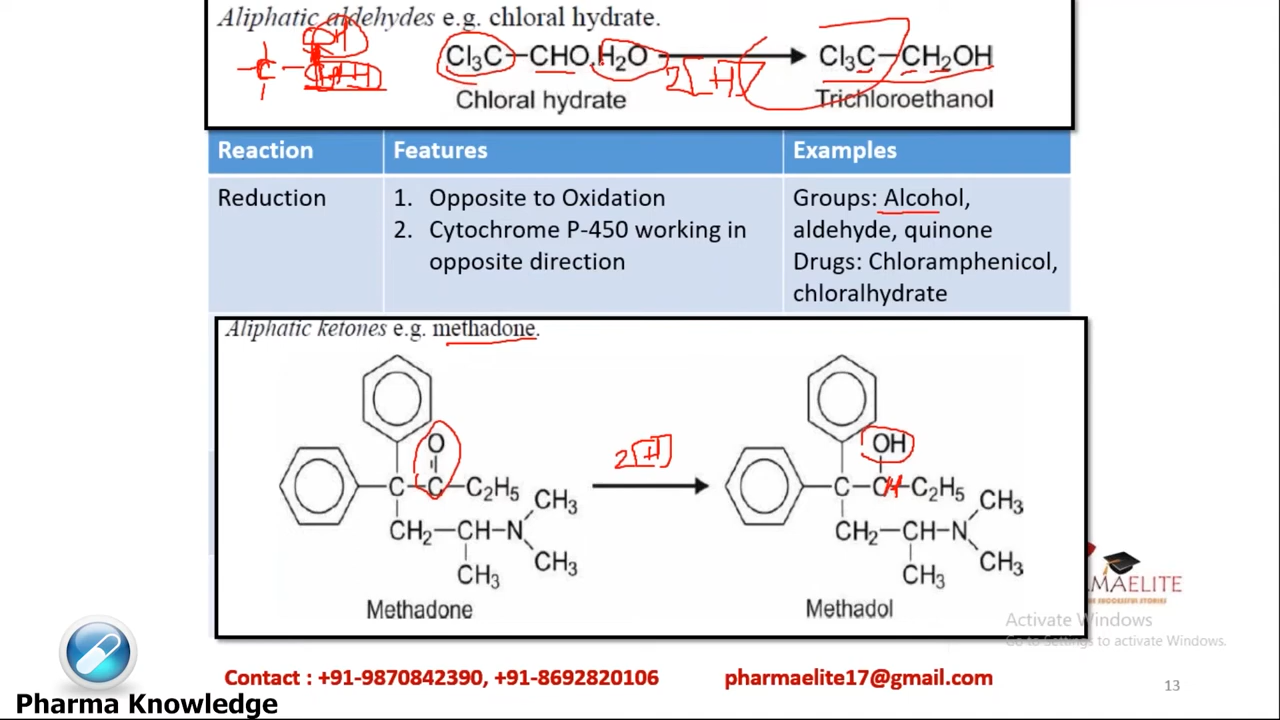 Aliphatic aldehydes e.g. chloral hydrate.
Cl₃C—CHO.H₂O
2[H]
Cl₃C—CH₂OH
Chloral hydrate
Trichloroethanol
Reaction
Features
Examples
Reduction
1. Opposite to Oxidation
2. Cytochrome P-450 working in
opposite direction
Groups: Alcohol,
aldehyde, quinone
Drugs: Chloramphenicol,
chloralhydrate
Aliphatic ketones e.g. methadone.
O
C—C—C₂H₅
CH₂—CH—N
CH₃
CH₃
CH₃
Methadone
2[H]
OH
C—C H—C₂H₅
CH₂—CH—N
CH₃
CH₃
CH₃
Methadol
MAELITE
Activate Windows
Go to Settings to activate Windows.
Contact : +91-9870842390, +91-8692820106
pharmaelite17@gmail.com
13
Pharma Knowledge